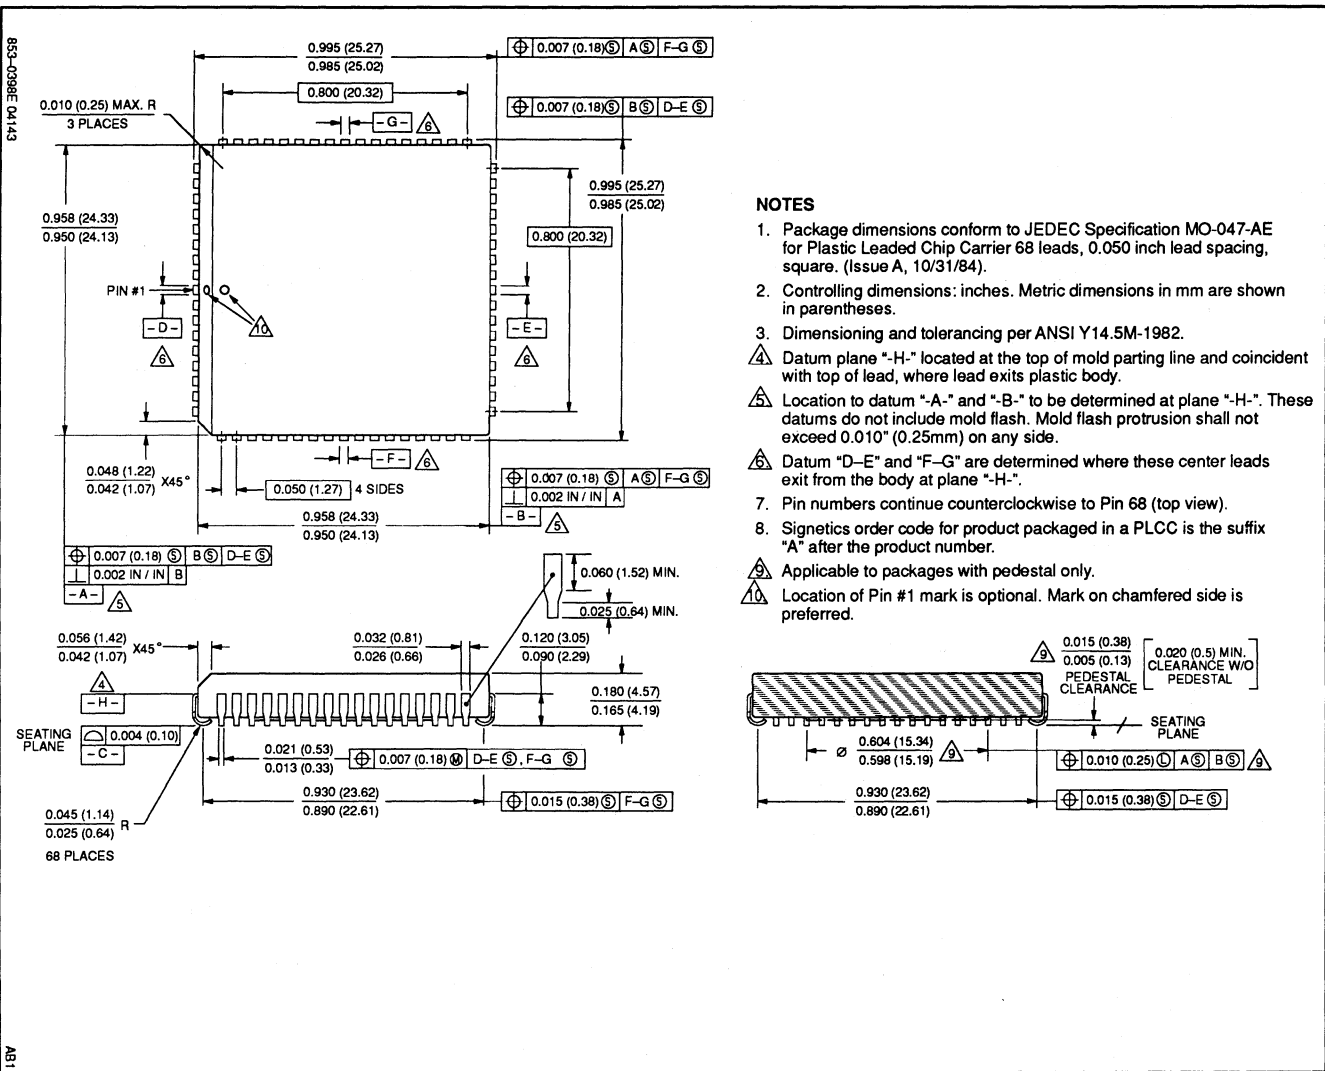 853–0398E 04143
0.995 (25.27)
0.985 (25.02)
⌖ 0.007 (0.18)Ⓢ AⓈ F–GⓈ
0.800 (20.32)
⌖ 0.007 (0.18)Ⓢ BⓈ D–EⓈ
0.010 (0.25) MAX. R
3 PLACES
-G- 6
0.995 (25.27)
0.985 (25.02)
0.958 (24.33)
0.950 (24.13)
0.800 (20.32)
PIN #1
-D-
6
10
-E-
6
-F- 6
0.048 (1.22)
0.042 (1.07) X45°
0.050 (1.27) 4 SIDES
⌖ 0.007 (0.18) Ⓢ AⓈ F–GⓈ
⊥ 0.002 IN / IN A
-B- 5
0.958 (24.33)
0.950 (24.13)
⌖ 0.007 (0.18) Ⓢ BⓈ D–EⓈ
⊥ 0.002 IN / IN B
-A- 5
0.060 (1.52) MIN.
0.025 (0.64) MIN.
0.056 (1.42)
0.042 (1.07) X45°
0.032 (0.81)
0.026 (0.66)
0.120 (3.05)
0.090 (2.29)
4
-H-
0.180 (4.57)
0.165 (4.19)
SEATING
PLANE
⌓ 0.004 (0.10)
-C-
0.021 (0.53)
0.013 (0.33)
⌖ 0.007 (0.18)Ⓜ D–EⓈ, F–GⓈ
0.930 (23.62)
0.890 (22.61)
⌖ 0.015 (0.38)Ⓢ F–GⓈ
0.045 (1.14)
0.025 (0.64) R
68 PLACES
NOTES
1. Package dimensions conform to JEDEC Specification MO-047-AE
for Plastic Leaded Chip Carrier 68 leads, 0.050 inch lead spacing,
square. (Issue A, 10/31/84).
2. Controlling dimensions: inches. Metric dimensions in mm are shown
in parentheses.
3. Dimensioning and tolerancing per ANSI Y14.5M-1982.
4 Datum plane "-H-" located at the top of mold parting line and coincident
with top of lead, where lead exits plastic body.
5 Location to datum "-A-" and "-B-" to be determined at plane "-H-". These
datums do not include mold flash. Mold flash protrusion shall not
exceed 0.010" (0.25mm) on any side.
6 Datum "D–E" and "F–G" are determined where these center leads
exit from the body at plane "-H-".
7. Pin numbers continue counterclockwise to Pin 68 (top view).
8. Signetics order code for product packaged in a PLCC is the suffix
"A" after the product number.
9 Applicable to packages with pedestal only.
10 Location of Pin #1 mark is optional. Mark on chamfered side is
preferred.
9 0.015 (0.38)
0.005 (0.13)
PEDESTAL
CLEARANCE
0.020 (0.5) MIN.
CLEARANCE W/O
PEDESTAL
SEATING
PLANE
Ø 0.604 (15.34)
0.598 (15.19) 9
⌖ 0.010 (0.25)Ⓛ AⓈ BⓈ 9
0.930 (23.62)
0.890 (22.61)
⌖ 0.015 (0.38)Ⓢ D–EⓈ
AB1